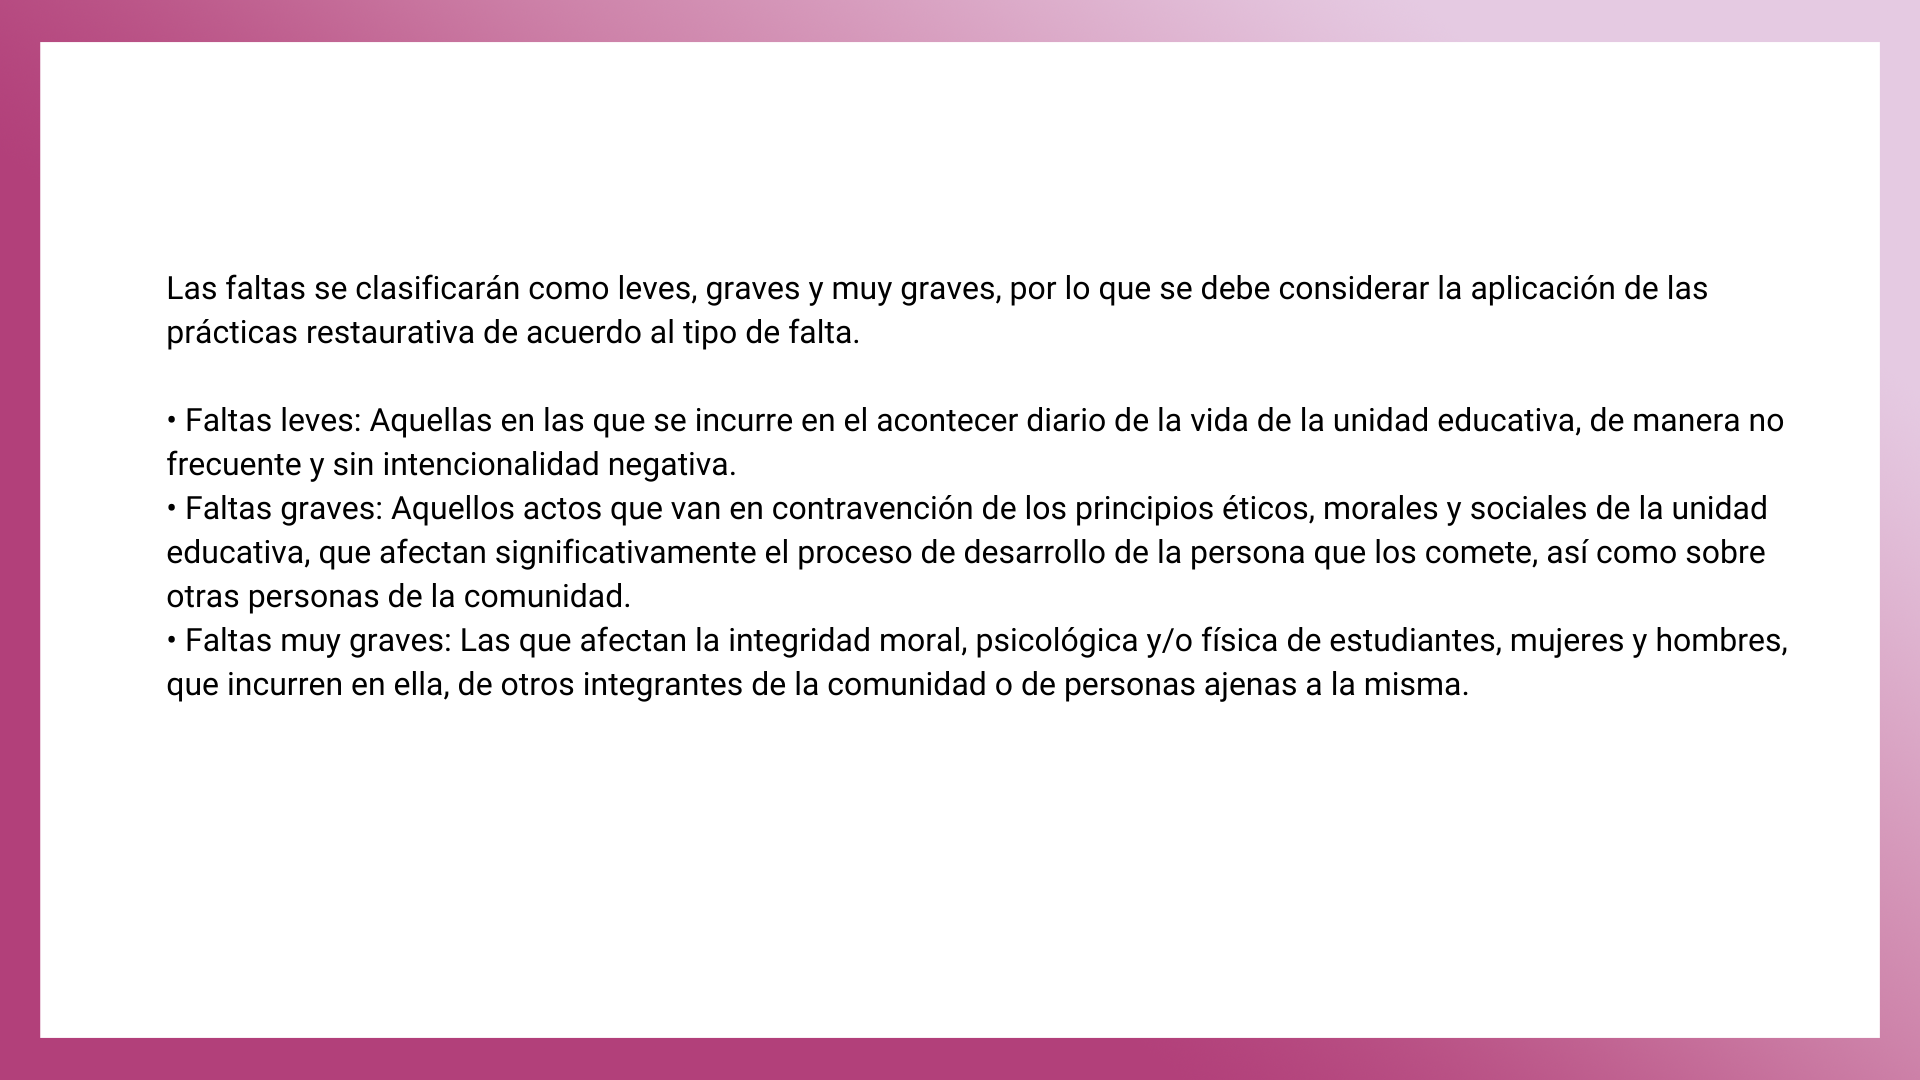 Las faltas se clasificarán como leves, graves y muy graves, por lo que se debe considerar la aplicación de las
prácticas restaurativa de acuerdo al tipo de falta.
• Faltas leves: Aquellas en las que se incurre en el acontecer diario de la vida de la unidad educativa, de manera no
frecuente y sin intencionalidad negativa.
• Faltas graves: Aquellos actos que van en contravención de los principios éticos, morales y sociales de la unidad
educativa, que afectan significativamente el proceso de desarrollo de la persona que los comete, así como sobre
otras personas de la comunidad.
• Faltas muy graves: Las que afectan la integridad moral, psicológica y/o física de estudiantes, mujeres y hombres,
que incurren en ella, de otros integrantes de la comunidad o de personas ajenas a la misma.